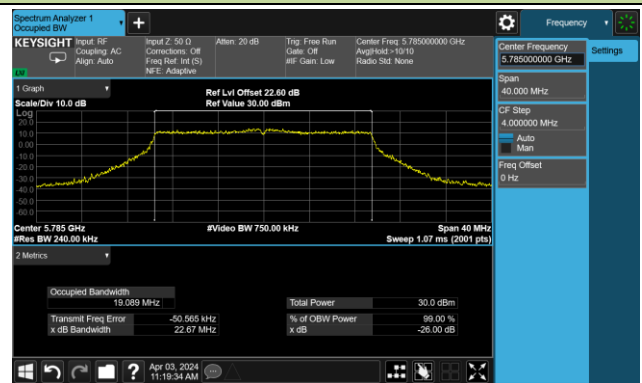 Spectrum Analyzer 1
Occupied BW
+
Frequency
KEYSIGHT
Input: RF
Coupling: AC
Align: Auto
Input Z: 50 Ω
Corrections: Off
Freq Ref: Int (S)
NFE: Adaptive
Atten: 20 dB
Trig: Free Run
Gate: Off
#IF Gain: Low
Center Freq: 5.785000000 GHz
Avg|Hold:>10/10
Radio Std: None
LXI
Center Frequency
5.785000000 GHz
Settings
Span
40.000 MHz
CF Step
4.000000 MHz
Auto
Man
Freq Offset
0 Hz
1 Graph
Scale/Div 10.0 dB
Ref Lvl Offset 22.60 dB
Ref Value 30.00 dBm
Log
20.0
10.0
0.00
-10.0
-20.0
-30.0
-40.0
-50.0
-60.0
Center 5.785 GHz
#Video BW 750.00 kHz
Span 40 MHz
#Res BW 240.00 kHz
Sweep 1.07 ms (2001 pts)
2 Metrics
Occupied Bandwidth
19.089 MHz
Total Power
30.0 dBm
Transmit Freq Error
-50.565 kHz
% of OBW Power
99.00 %
x dB Bandwidth
22.67 MHz
x dB
-26.00 dB
?
Apr 03, 2024
11:19:34 AM